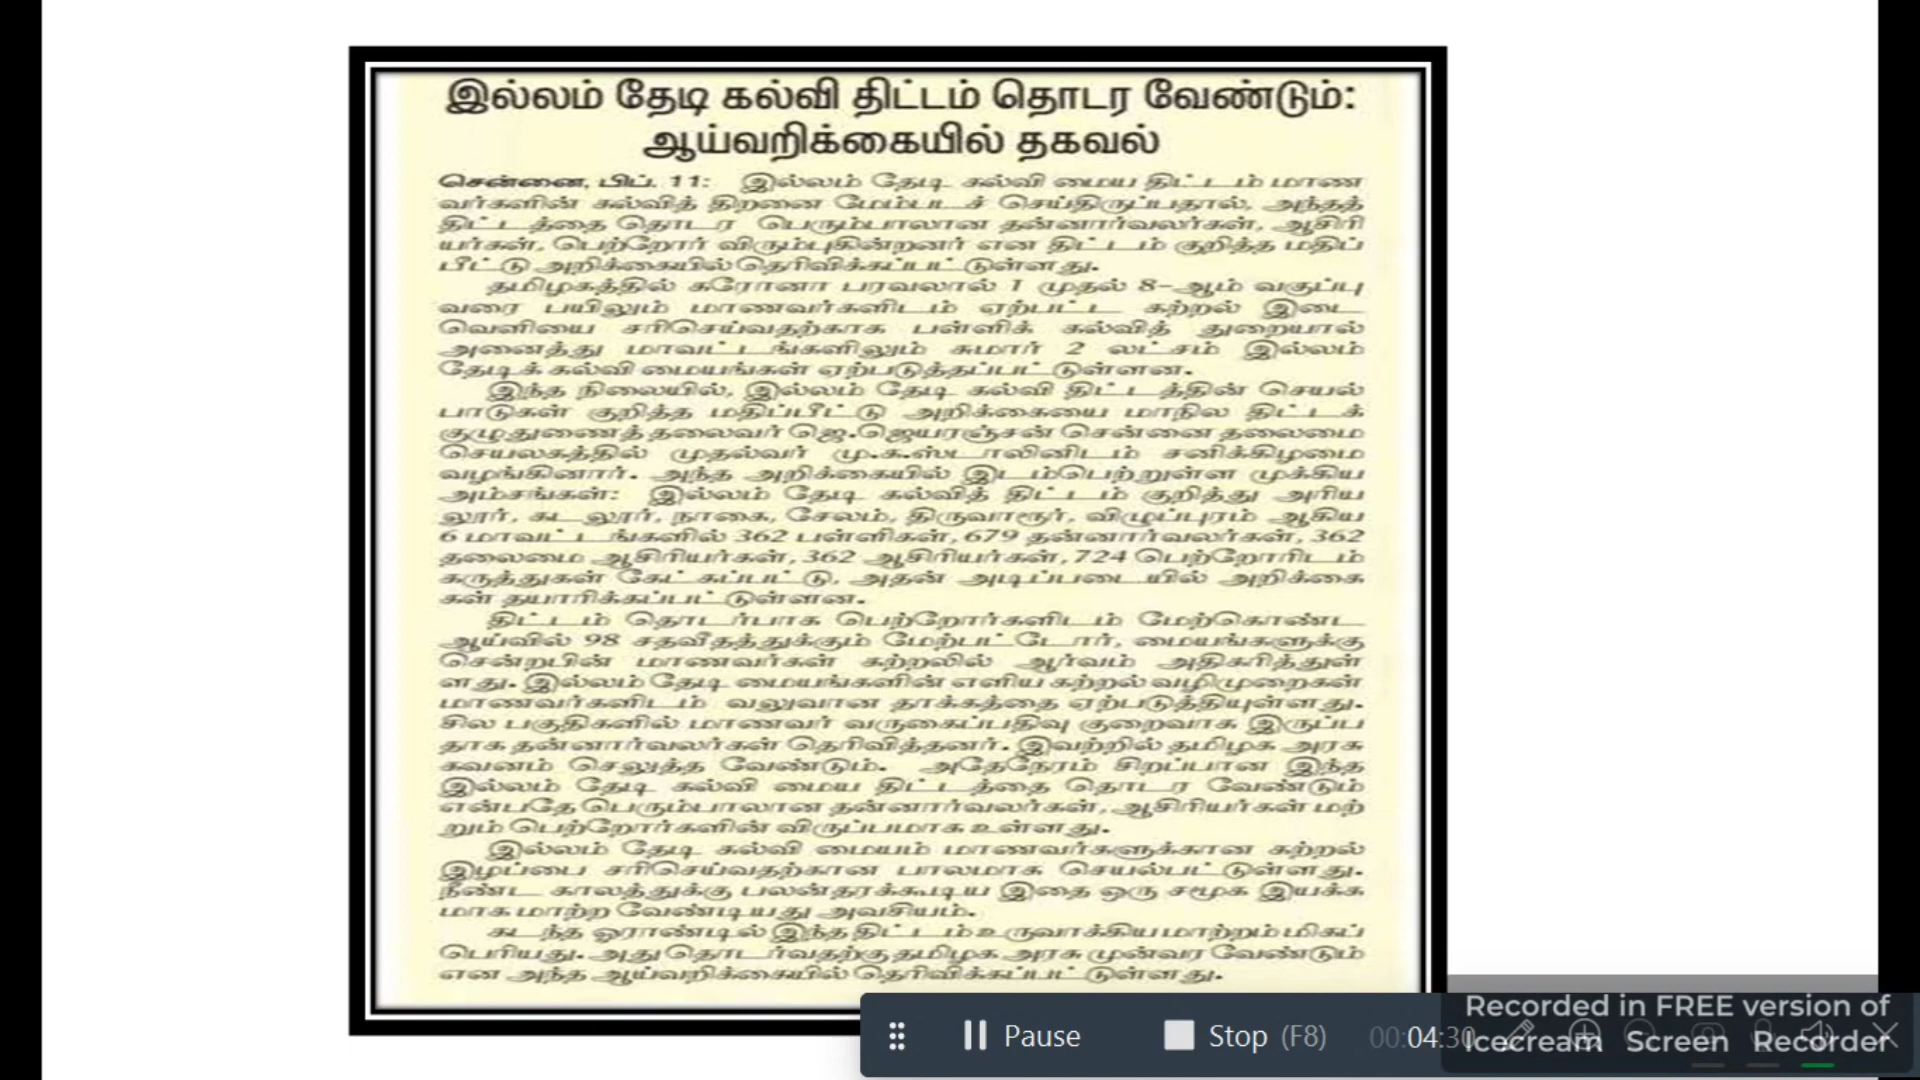 இல்லம் தேடி கல்வி திட்டம் தொடர வேண்டும்:
ஆய்வறிக்கையில் தகவல்
சென்னை, பிப். 11: இல்லம் தேடி கல்வி மைய திட்டம் மாண
வர்களின் கல்வித் திறனை மேம்படச் செய்திருப்பதால், அந்தத்
திட்டத்தை தொடர பெரும்பாலான தன்னார்வலர்கள், ஆசிரி
யர்கள், பெற்றோர் விரும்புகின்றனர் என திட்டம் குறித்த மதிப்
பீட்டு அறிக்கையில் தெரிவிக்கப்பட்டுள்ளது.
தமிழகத்தில் கரோனா பரவலால் 1 முதல் 8-ஆம் வகுப்பு
வரை பயிலும் மாணவர்களிடம் ஏற்பட்ட கற்றல் இடை
வெளியை சரிசெய்வதற்காக பள்ளிக் கல்வித் துறையால்
அனைத்து மாவட்டங்களிலும் சுமார் 2 லட்சம் இல்லம்
தேடிக் கல்வி மையங்கள் ஏற்படுத்தப்பட்டுள்ளன.
இந்த நிலையில், இல்லம் தேடி கல்வி திட்டத்தின் செயல்
பாடுகள் குறித்த மதிப்பீட்டு அறிக்கையை மாநில திட்டக்
குழு துணைத் தலைவர் ஜெ.ஜெயரஞ்சன் சென்னை தலைமை
செயலகத்தில் முதல்வர் மு.க.ஸ்டாலினிடம் சனிக்கிழமை
வழங்கினார். அந்த அறிக்கையில் இடம்பெற்றுள்ள முக்கிய
அம்சங்கள்: இல்லம் தேடி கல்வித் திட்டம் குறித்து அரிய
லூர், கடலூர், நாகை, சேலம், திருவாரூர், விழுப்புரம் ஆகிய
6 மாவட்டங்களில் 362 பள்ளிகள், 679 தன்னார்வலர்கள், 362
தலைமை ஆசிரியர்கள், 362 ஆசிரியர்கள், 724 பெற்றோரிடம்
கருத்துகள் கேட்கப்பட்டு, அதன் அடிப்படையில் அறிக்கை
கள் தயாரிக்கப்பட்டுள்ளன.
திட்டம் தொடர்பாக பெற்றோர்களிடம் மேற்கொண்ட
ஆய்வில் 98 சதவீதத்துக்கும் மேற்பட்டோர், மையங்களுக்கு
சென்றபின் மாணவர்கள் கற்றலில் ஆர்வம் அதிகரித்துள்
ளது. இல்லம் தேடி மையங்களின் எளிய கற்றல் வழிமுறைகள்
மாணவர்களிடம் வலுவான தாக்கத்தை ஏற்படுத்தியுள்ளது.
சில பகுதிகளில் மாணவர் வருகைப்பதிவு குறைவாக இருப்ப
தாக தன்னார்வலர்கள் தெரிவித்தனர். இவற்றில் தமிழக அரசு
கவனம் செலுத்த வேண்டும். அதேநேரம் சிறப்பான இந்த
இல்லம் தேடி கல்வி மைய திட்டத்தை தொடர வேண்டும்
என்பதே பெரும்பாலான தன்னார்வலர்கள், ஆசிரியர்கள் மற்
றும் பெற்றோர்களின் விருப்பமாக உள்ளது.
இல்லம் தேடி கல்வி மையம் மாணவர்களுக்கான கற்றல்
இழப்பை சரிசெய்வதற்கான பாலமாக செயல்பட்டுள்ளது.
நீண்ட காலத்துக்கு பலன்தரக்கூடிய இதை ஒரு சமூக இயக்க
மாக மாற்ற வேண்டியது அவசியம்.
கடந்த ஓராண்டில் இந்த திட்டம் உருவாக்கிய மாற்றம் மிகப்
பெரியது. அது தொடர்வதற்கு தமிழக அரசு முன்வர வேண்டும்
என அந்த ஆய்வறிக்கையில் தெரிவிக்கப்பட்டுள்ளது.
Pause Stop (F8) 00:04:30
Recorded in FREE version of
Icecream Screen Recorder